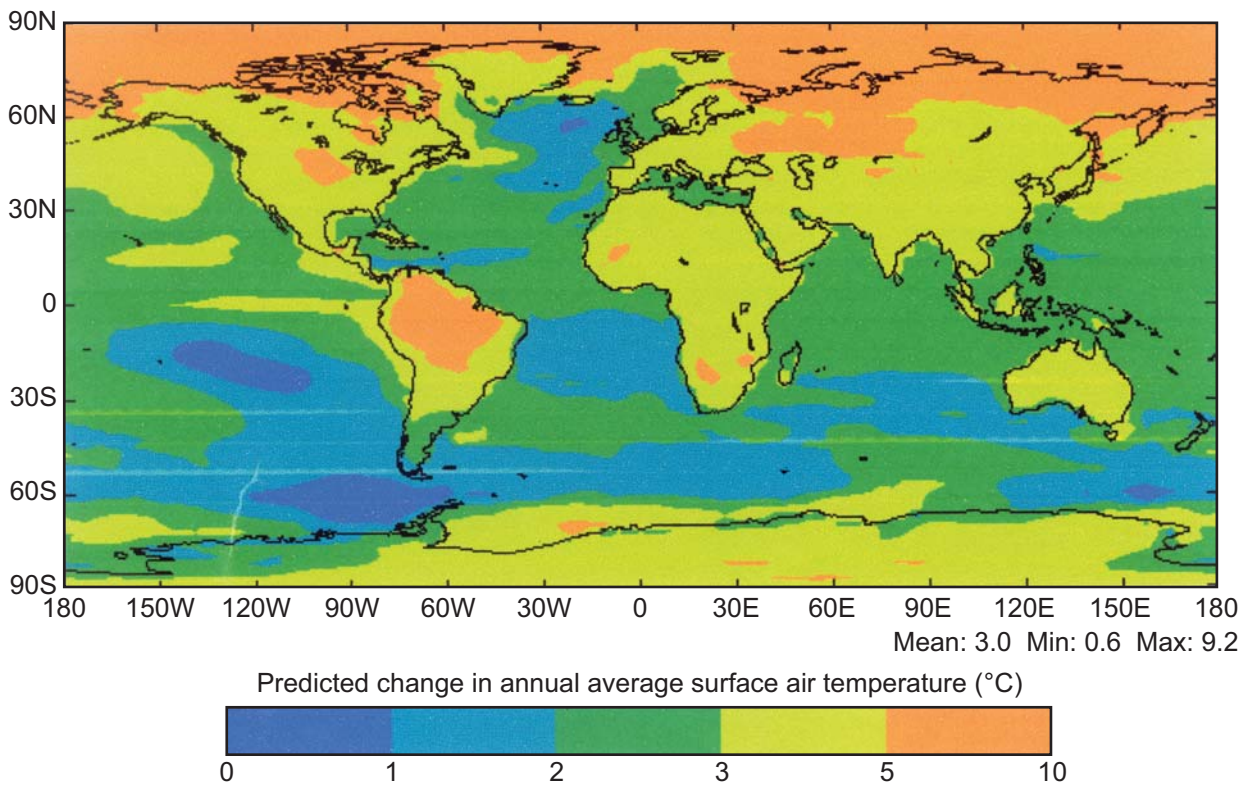 90N
60N
30N
0
30S
60S
90S
180 150W 120W 90W 60W 30W 0 30E 60E 90E 120E 150E 180
Mean: 3.0 Min: 0.6 Max: 9.2
Predicted change in annual average surface air temperature (°C)
0 1 2 3 5 10